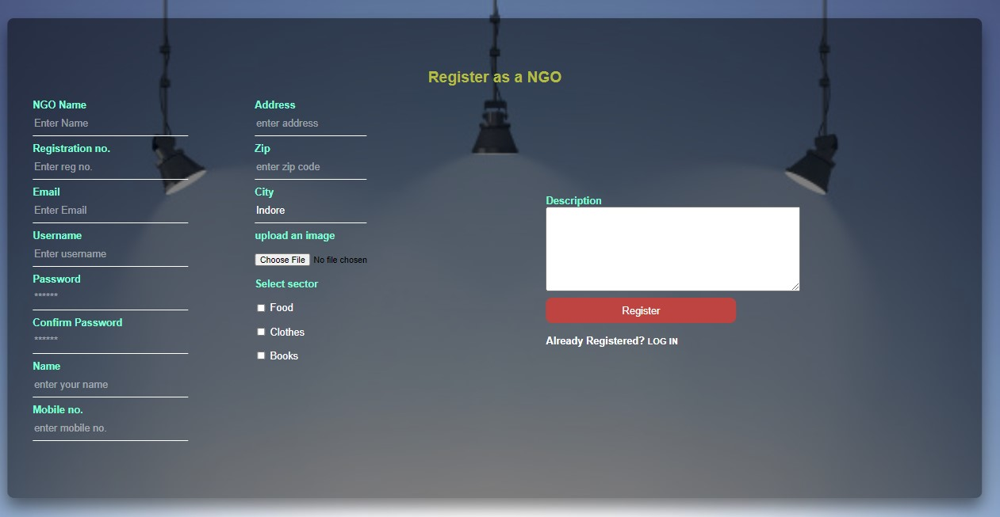 Register as a NGO
NGO Name
Enter Name
Registration no.
Enter reg no.
Email
Enter Email
Username
Enter username
Password
******
Confirm Password
******
Name
enter your name
Mobile no.
enter mobile no.
Address
enter address
Zip
enter zip code
City
Indore
upload an image
Choose File No file chosen
Select sector
Food
Clothes
Books
Description
Register
Already Registered? LOG IN